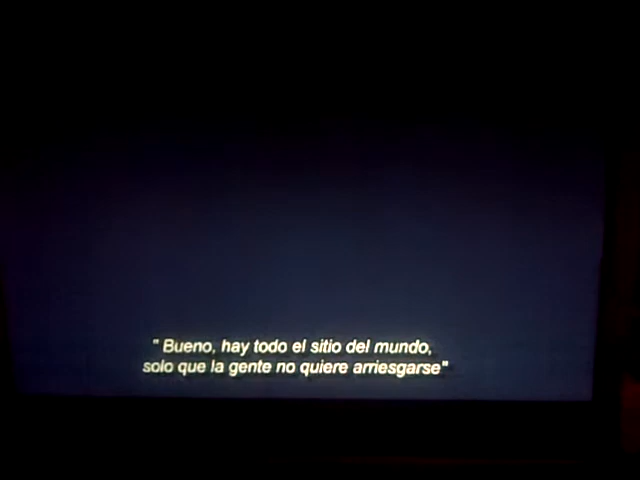 " Bueno, hay todo el sitio del mundo,
solo que la gente no quiere arriesgarse"